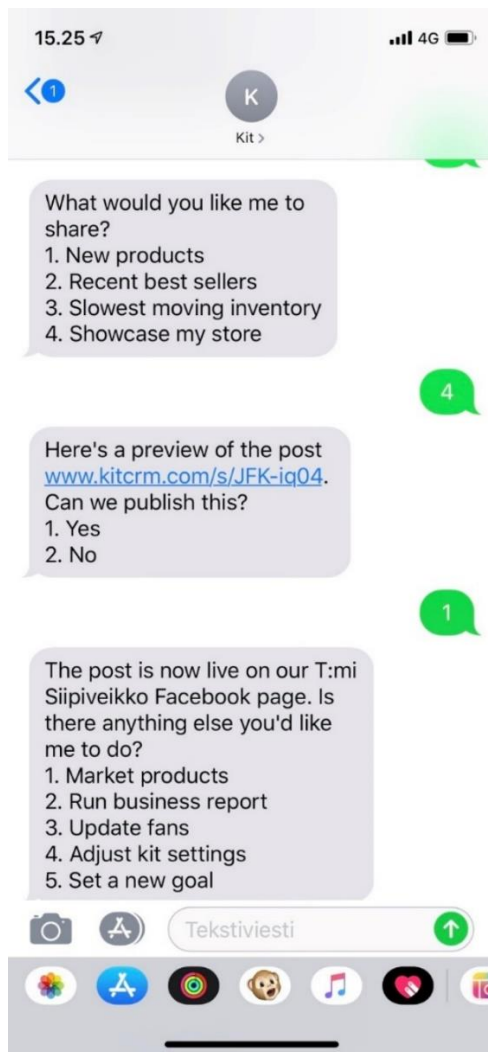 15.25
4G
1
K
Kit >
What would you like me to
share?
1. New products
2. Recent best sellers
3. Slowest moving inventory
4. Showcase my store
4
Here's a preview of the post
www.kitcrm.com/s/JFK-iq04.
Can we publish this?
1. Yes
2. No
1
The post is now live on our T:mi
Siipiveikko Facebook page. Is
there anything else you'd like
me to do?
1. Market products
2. Run business report
3. Update fans
4. Adjust kit settings
5. Set a new goal
Tekstiviesti